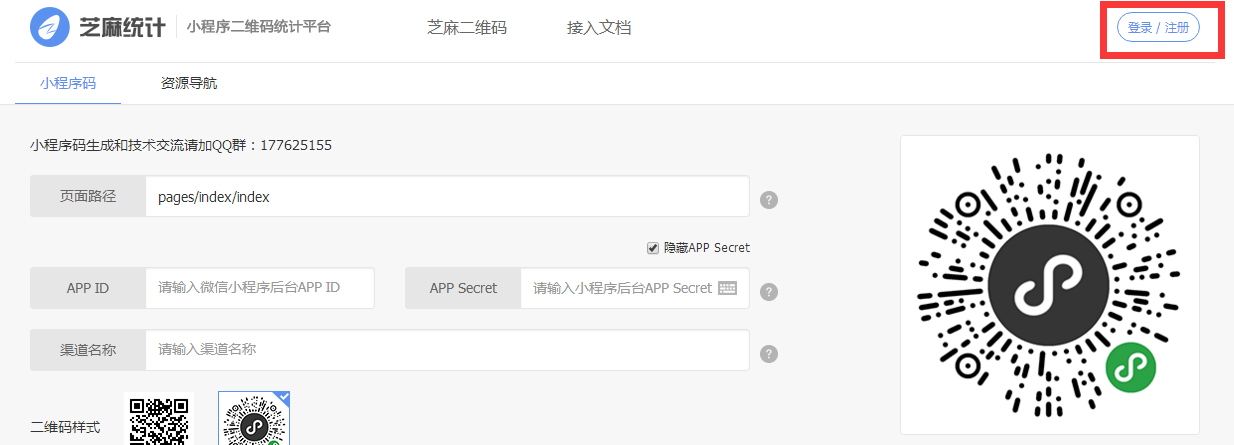 芝麻统计 小程序二维码统计平台 芝麻二维码 接入文档 登录 / 注册
小程序码 资源导航
小程序码生成和技术交流请加QQ群：177625155
页面路径 pages/index/index ?
隐藏APP Secret
APP ID 请输入微信小程序后台APP ID APP Secret 请输入小程序后台APP Secret ?
渠道名称 请输入渠道名称 ?
二维码样式